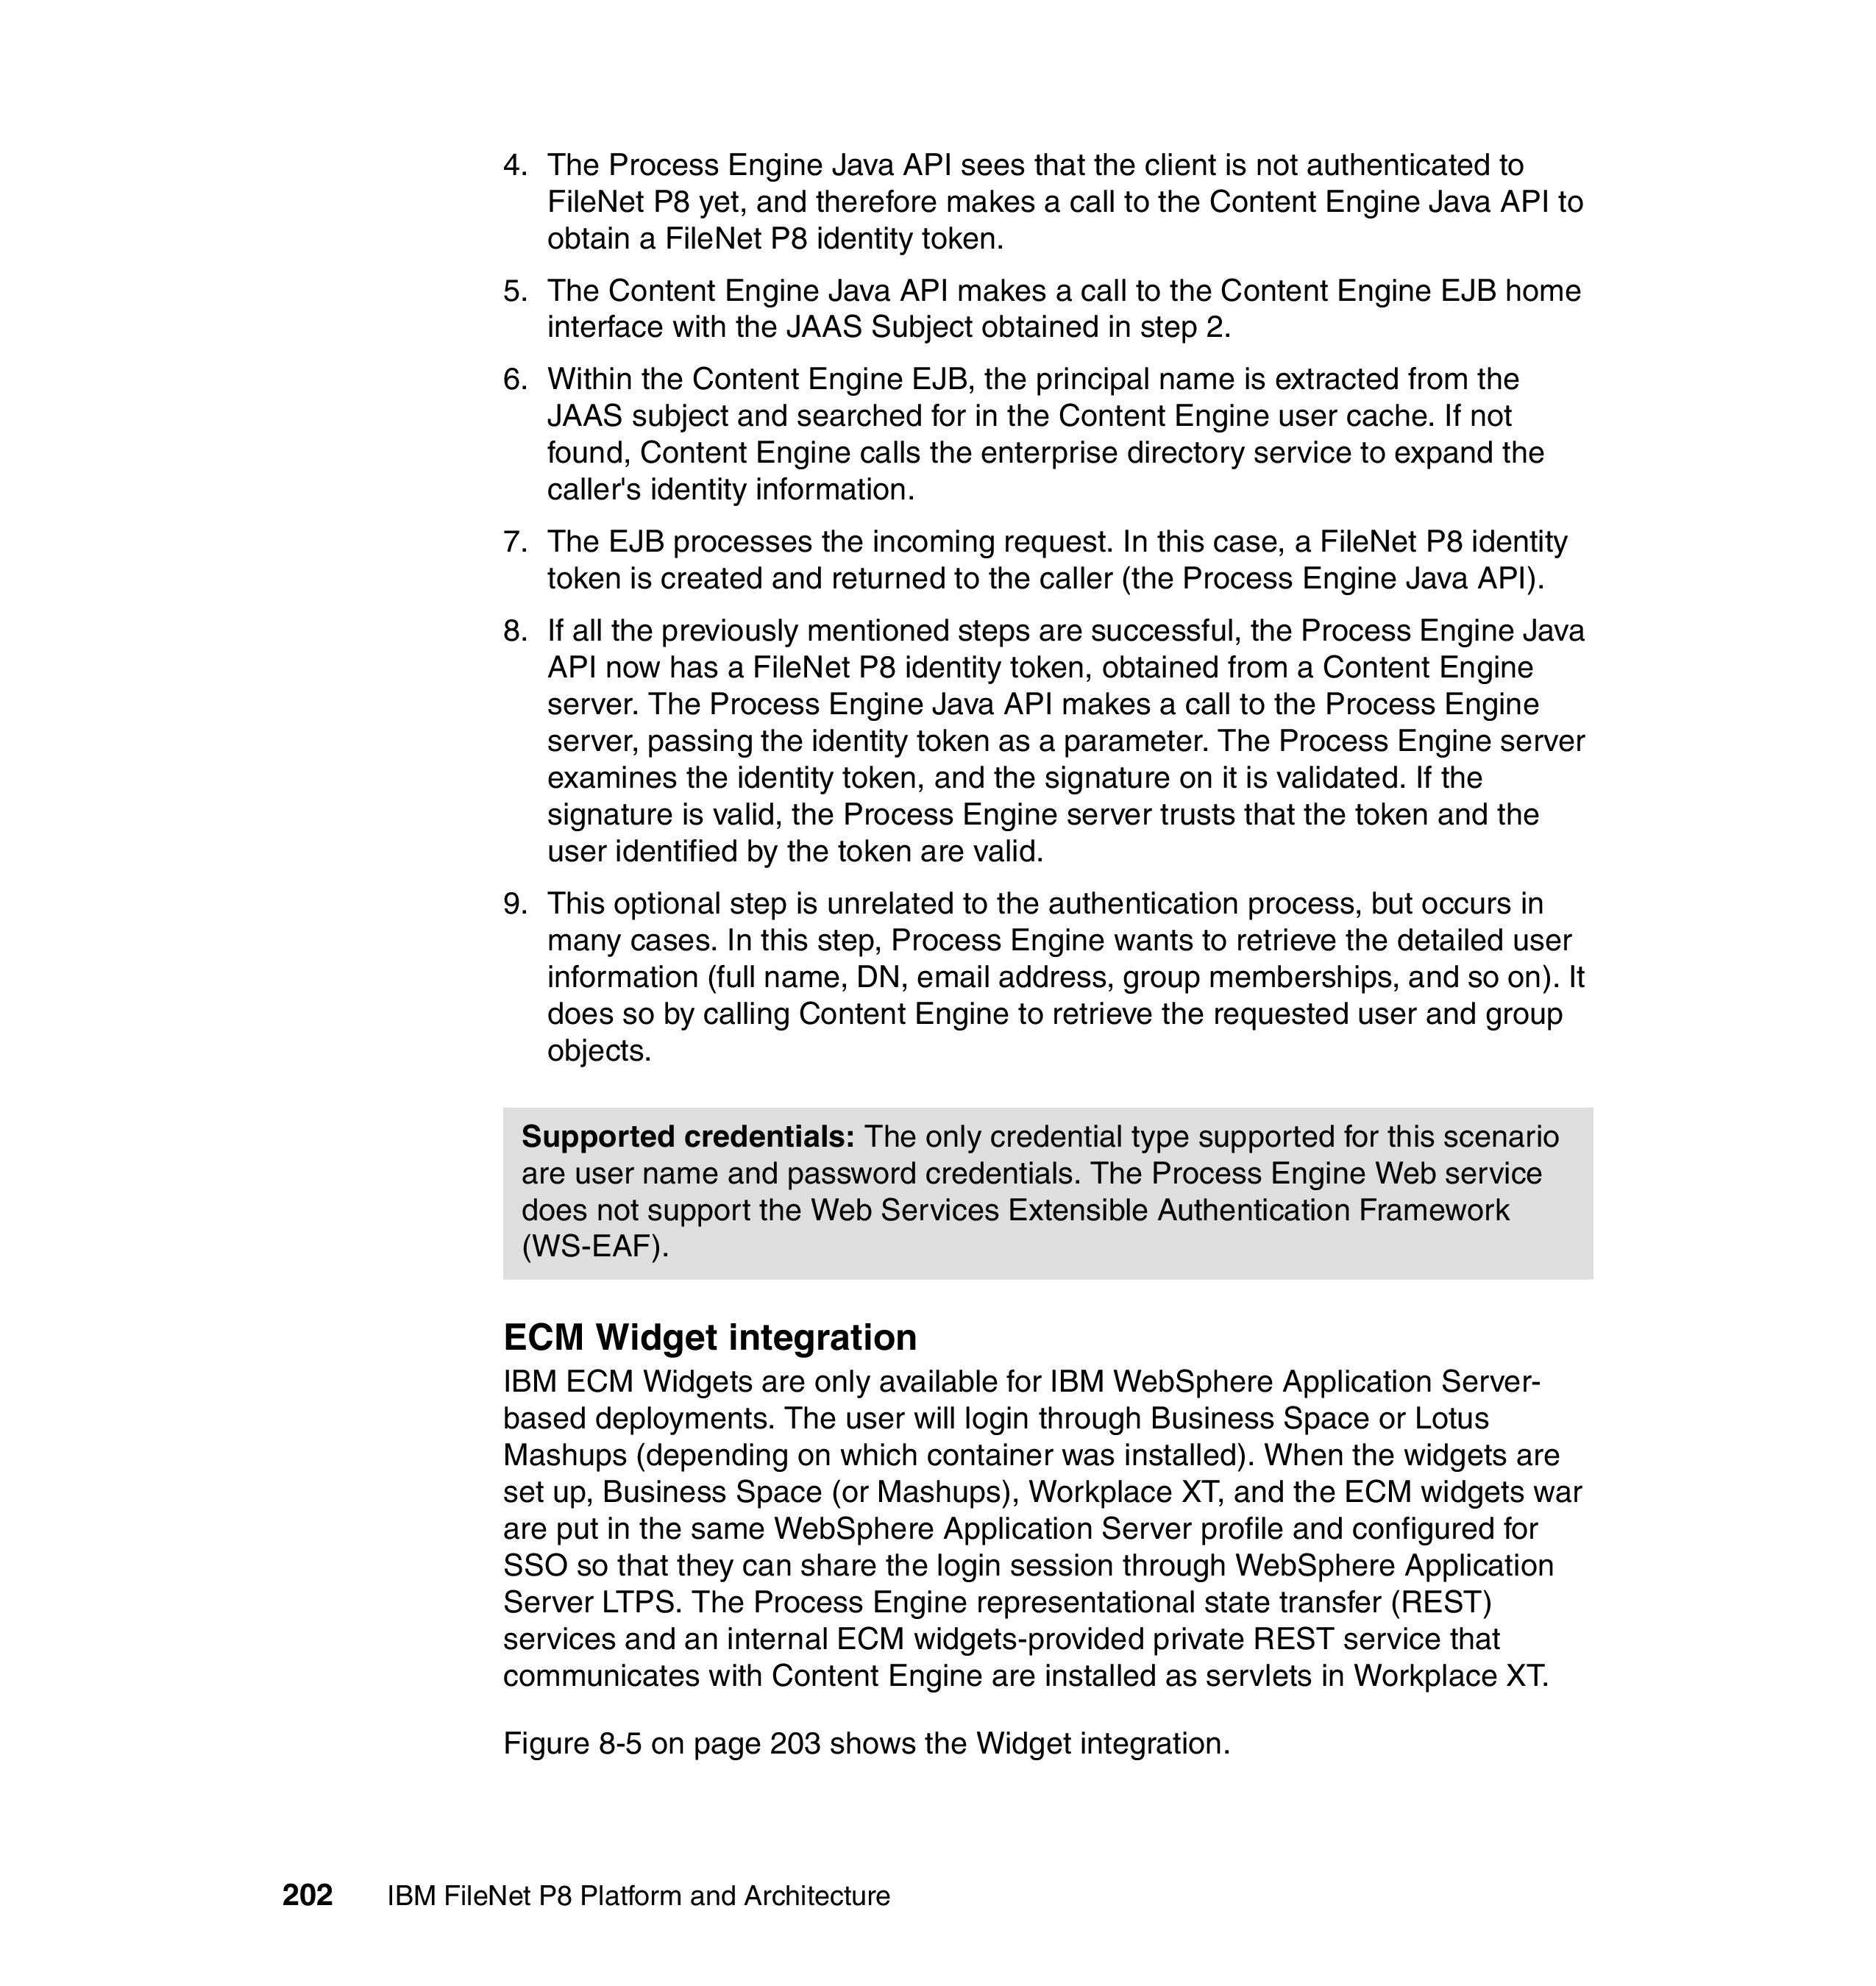 4. The Process Engine Java API sees that the client is not authenticated to
FileNet P8 yet, and therefore makes a call to the Content Engine Java API to
obtain a FileNet P8 identity token.
5. The Content Engine Java API makes a call to the Content Engine EJB home
interface with the JAAS Subject obtained in step 2.
6. Within the Content Engine EJB, the principal name is extracted from the
JAAS subject and searched for in the Content Engine user cache. If not
found, Content Engine calls the enterprise directory service to expand the
caller's identity information.
7. The EJB processes the incoming request. In this case, a FileNet P8 identity
token is created and returned to the caller (the Process Engine Java API).
8. If all the previously mentioned steps are successful, the Process Engine Java
API now has a FileNet P8 identity token, obtained from a Content Engine
server. The Process Engine Java API makes a call to the Process Engine
server, passing the identity token as a parameter. The Process Engine server
examines the identity token, and the signature on it is validated. If the
signature is valid, the Process Engine server trusts that the token and the
user identified by the token are valid.
9. This optional step is unrelated to the authentication process, but occurs in
many cases. In this step, Process Engine wants to retrieve the detailed user
information (full name, DN, email address, group memberships, and so on). It
does so by calling Content Engine to retrieve the requested user and group
objects.
Supported credentials: The only credential type supported for this scenario
are user name and password credentials. The Process Engine Web service
does not support the Web Services Extensible Authentication Framework
(WS-EAF).
ECM Widget integration
IBM ECM Widgets are only available for IBM WebSphere Application Server-
based deployments. The user will login through Business Space or Lotus
Mashups (depending on which container was installed). When the widgets are
set up, Business Space (or Mashups), Workplace XT, and the ECM widgets war
are put in the same WebSphere Application Server profile and configured for
SSO so that they can share the login session through WebSphere Application
Server LTPS. The Process Engine representational state transfer (REST)
services and an internal ECM widgets-provided private REST service that
communicates with Content Engine are installed as servlets in Workplace XT.
Figure 8-5 on page 203 shows the Widget integration.
202 IBM FileNet P8 Platform and Architecture